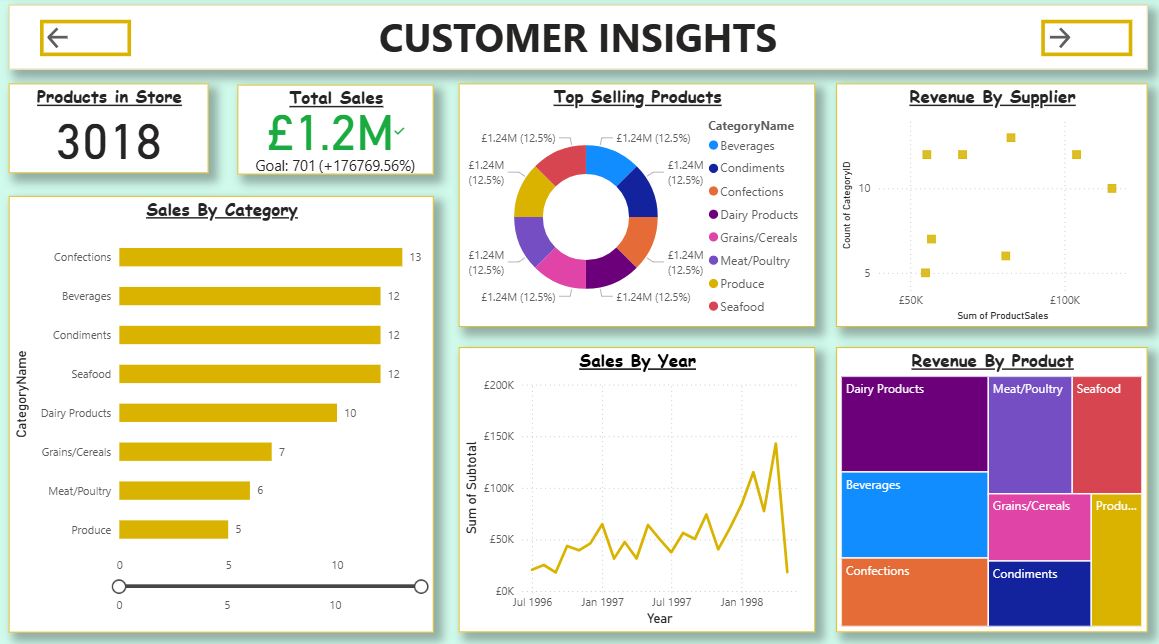 CUSTOMER INSIGHTS
Products in Store
3018
Total Sales
£1.2M
Goal: 701 (+176769.56%)
Sales By Category
CategoryName
Confections
13
Beverages
12
Condiments
12
Seafood
12
Dairy Products
10
Grains/Cereals
7
Meat/Poultry
6
Produce
5
0 5 10
0 5 10
Top Selling Products
£1.24M (12.5%)
£1.24M (12.5%)
£1.24M
(12.5%)
£1.24M
(12.5%)
£1.24M
(12.5%)
£1.24M
(12.5%)
£1.24M (12.5%)
£1.24M (12.5%)
CategoryName
Beverages
Condiments
Confections
Dairy Products
Grains/Cereals
Meat/Poultry
Produce
Seafood
Revenue By Supplier
Count of CategoryID
10
5
£50K £100K
Sum of ProductSales
Sales By Year
Sum of Subtotal
£200K
£150K
£100K
£50K
£0K
Jul 1996 Jan 1997 Jul 1997 Jan 1998
Year
Revenue By Product
Dairy Products
Meat/Poultry
Seafood
Beverages
Grains/Cereals
Produ...
Confections
Condiments